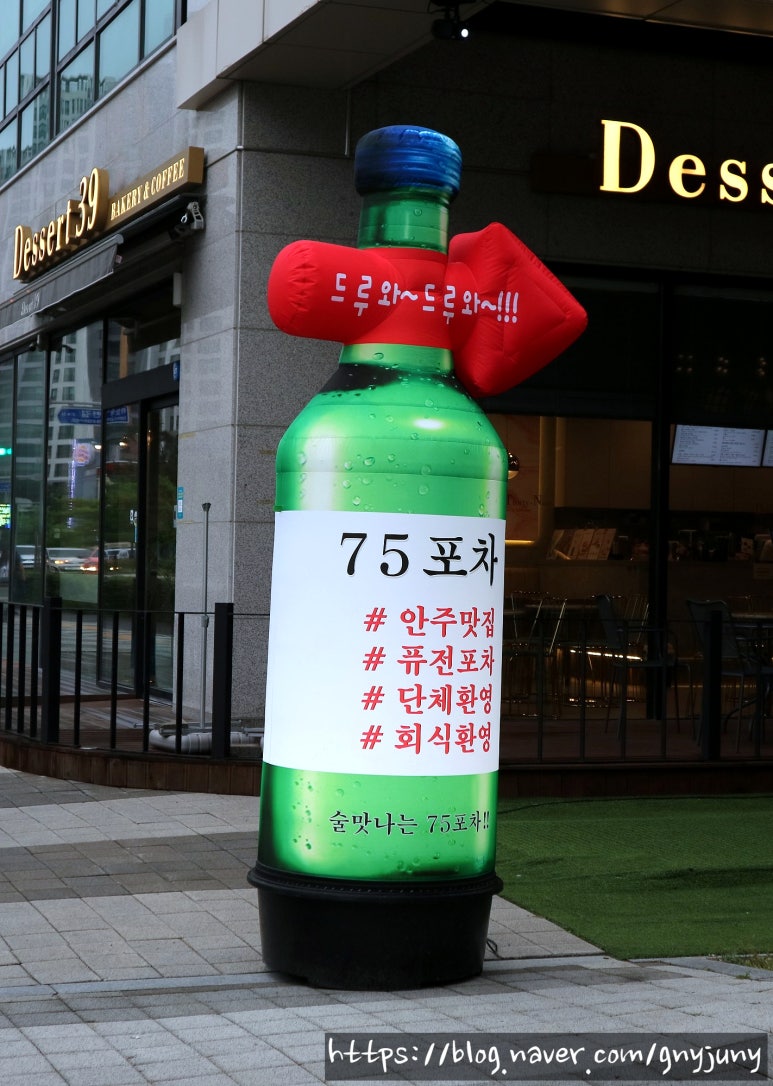 Dessert 39
BAKERY & COFFEE
Dess
드루와~드루와~!!!
75포차
# 안주맛집
# 퓨전포차
# 단체환영
# 회식환영
술맛나는 75포차!!
https://blog.naver.com/gnyjuny